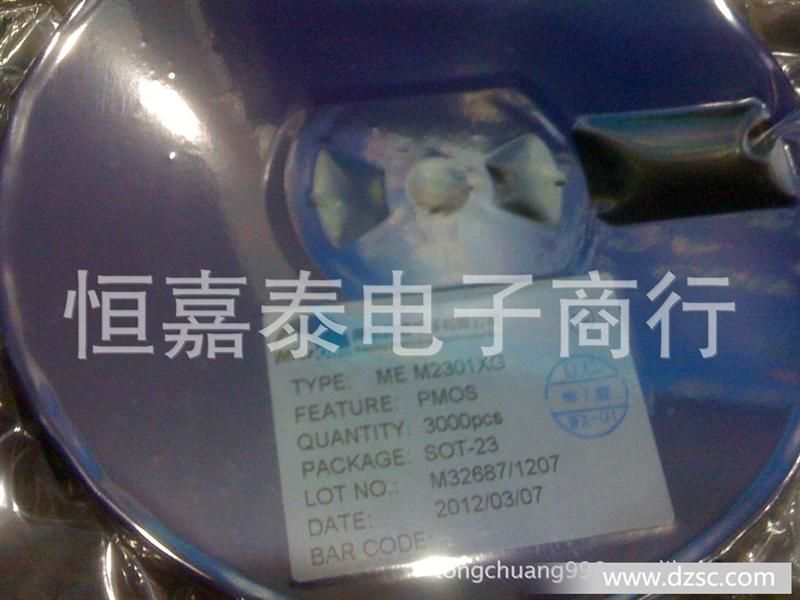 恒嘉泰电子商行
TYPE: ME M2301XG
FEATURE: PMOS
QUANTITY: 3000pcs
PACKAGE: SOT-23
LOT NO.: M32687/1207
DATE: 2012/03/07
BAR CODE:
Q.C.
www.dzsc.com